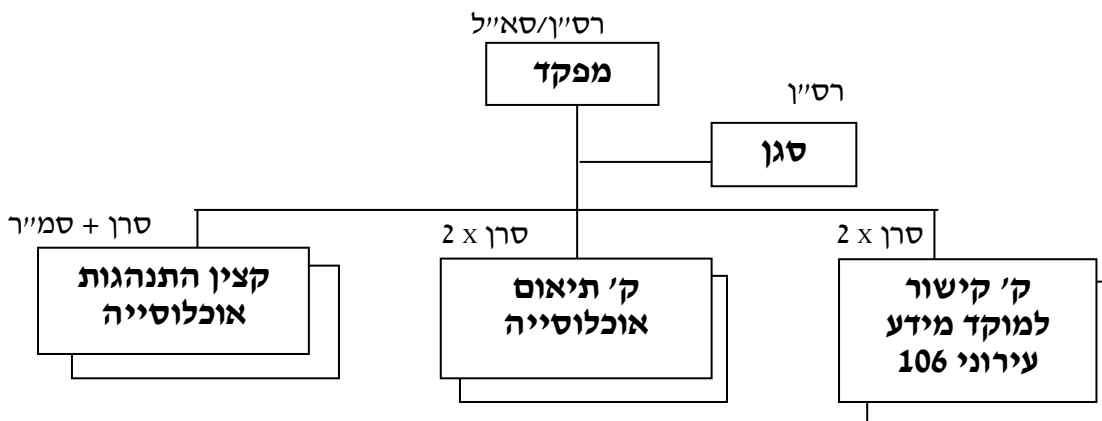 רס״ן/סא״ל
מפקד
רס״ן
סגן
סרן x 2
ק׳ קישור
למוקד מידע
עירוני 106
סרן x 2
ק׳ תיאום
אוכלוסייה
סרן + סמ״ר
קצין התנהגות
אוכלוסייה